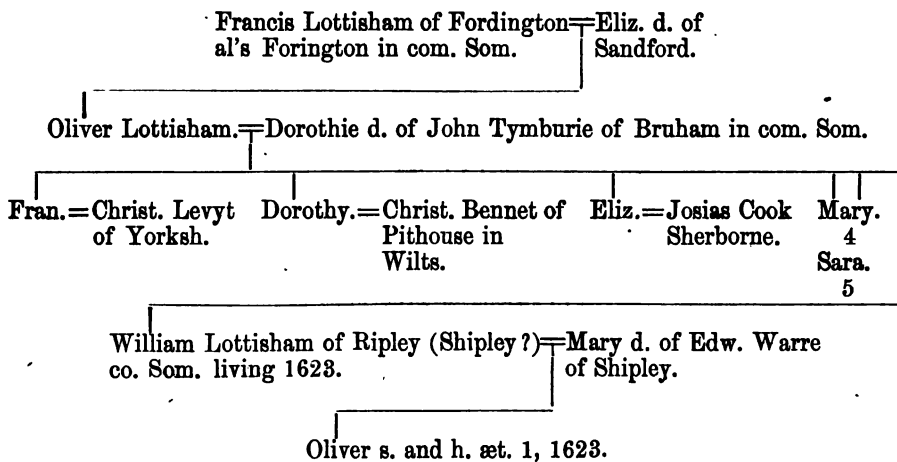 Francis Lottisham of Fordington=Eliz. d. of
al's Forington in com. Som. Sandford.
Oliver Lottisham.=Dorothie d. of John Tymburie of Bruham in com. Som.
Fran.=Christ. Levyt Dorothy.=Christ. Bennet of Eliz.=Josias Cook Mary.
of Yorksh. Pithouse in Sherborne. 4
Wilts. Sara.
5
William Lottisham of Ripley (Shipley?)=Mary d. of Edw. Warre
co. Som. living 1623. of Shipley.
Oliver s. and h. æt. 1, 1623.